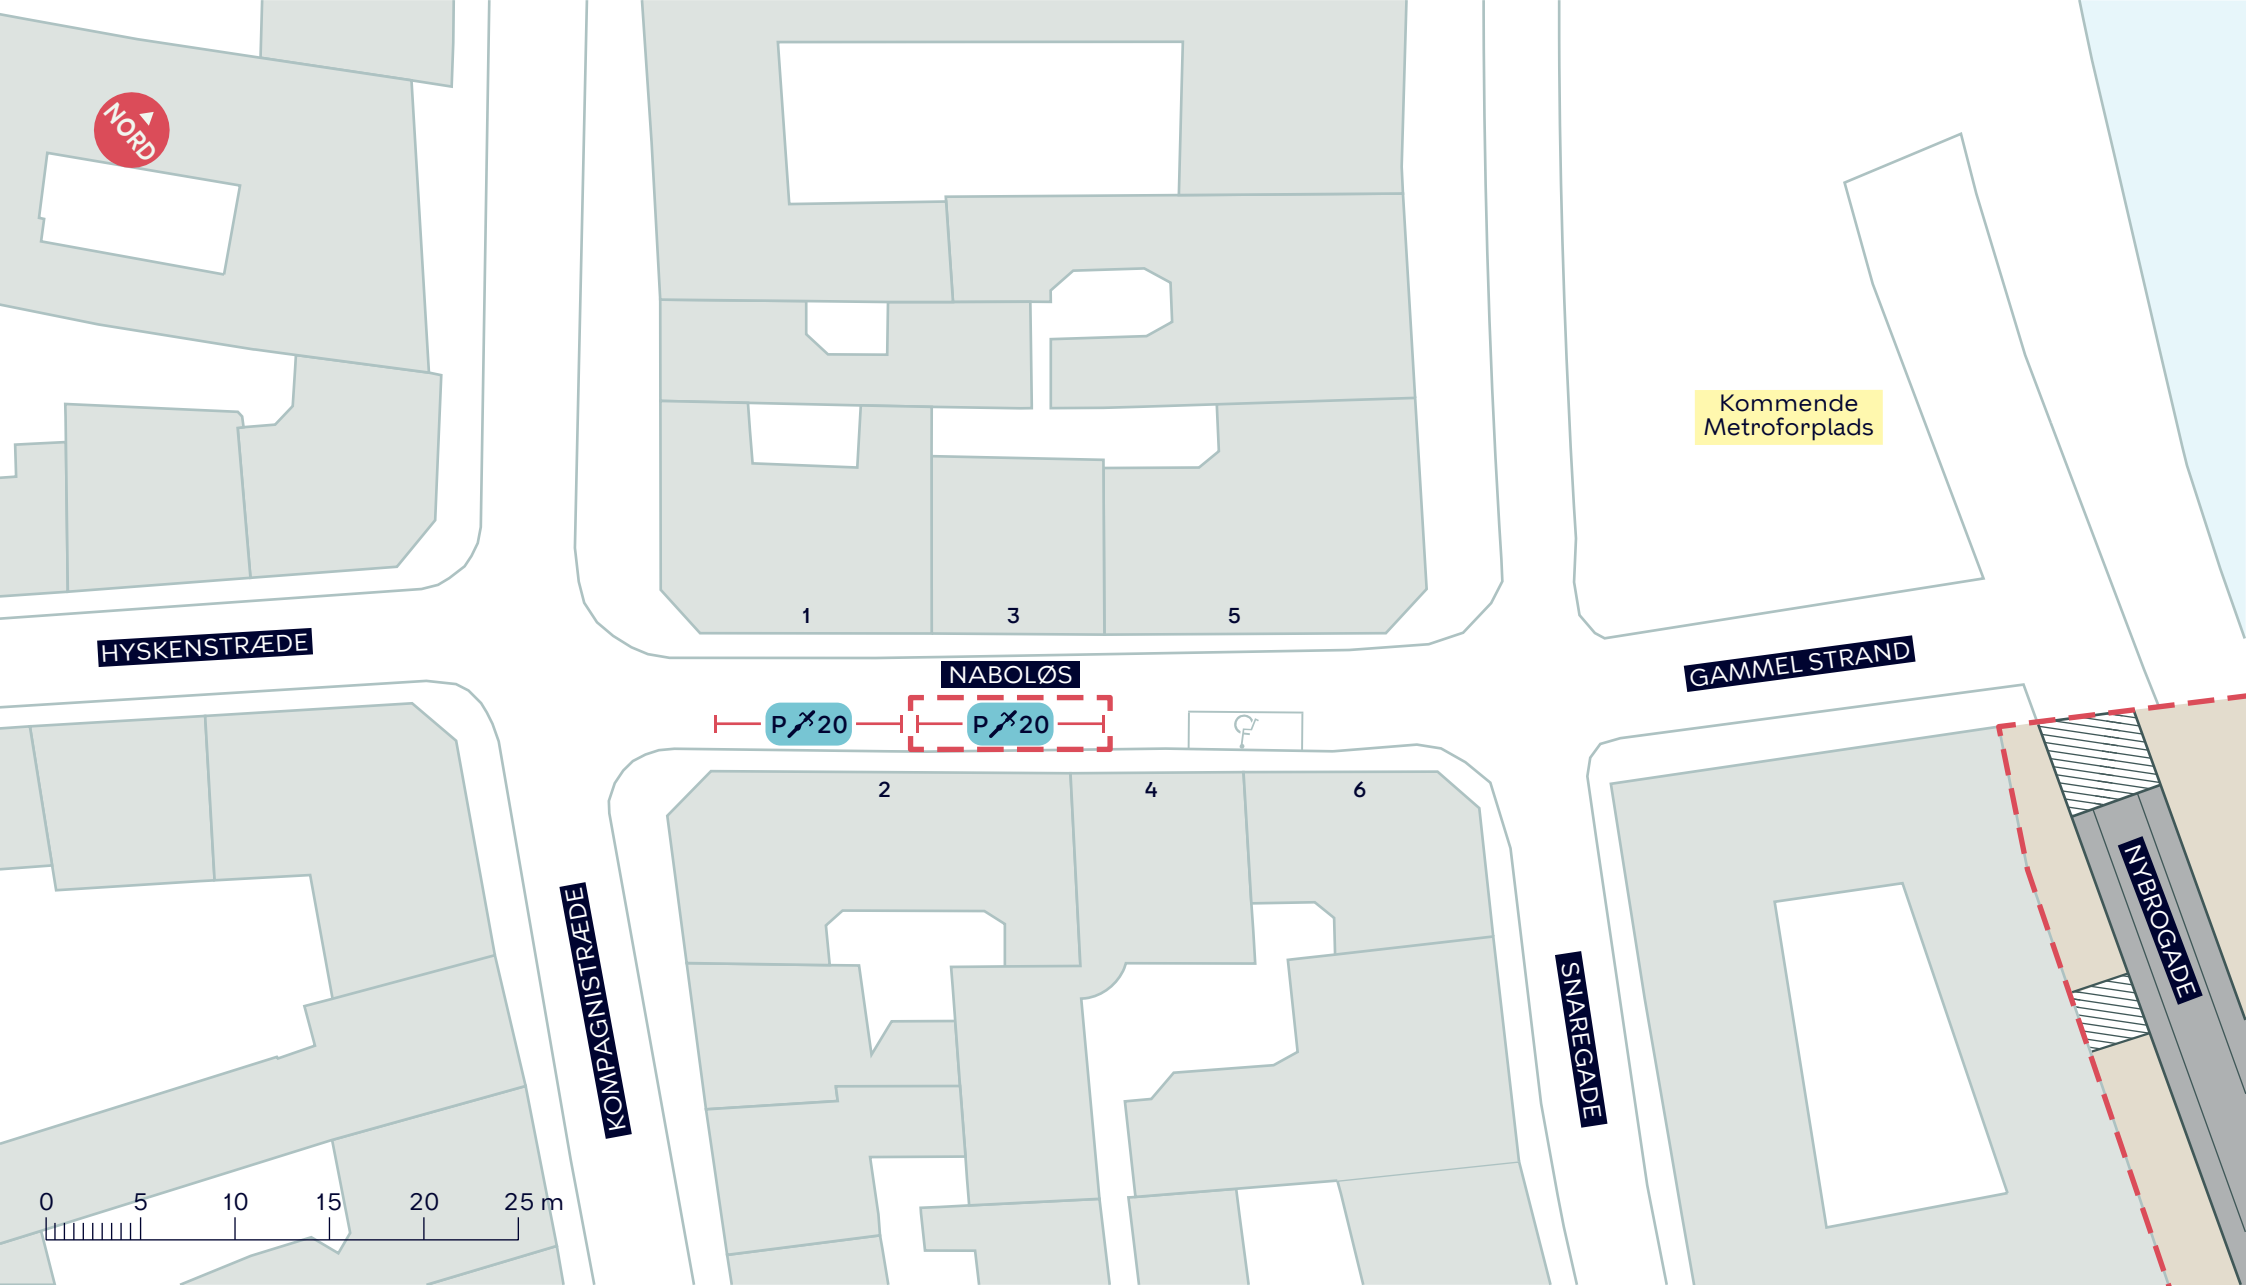 NORD
Kommende
Metroforplads
1
3
5
HYSKENSTRÆDE
NABOLØS
GAMMEL STRAND
P 20
P 20
2
4
6
NYBROGADE
KOMPAGNISTRÆDE
SNAREGADE
0 5 10 15 20 25 m